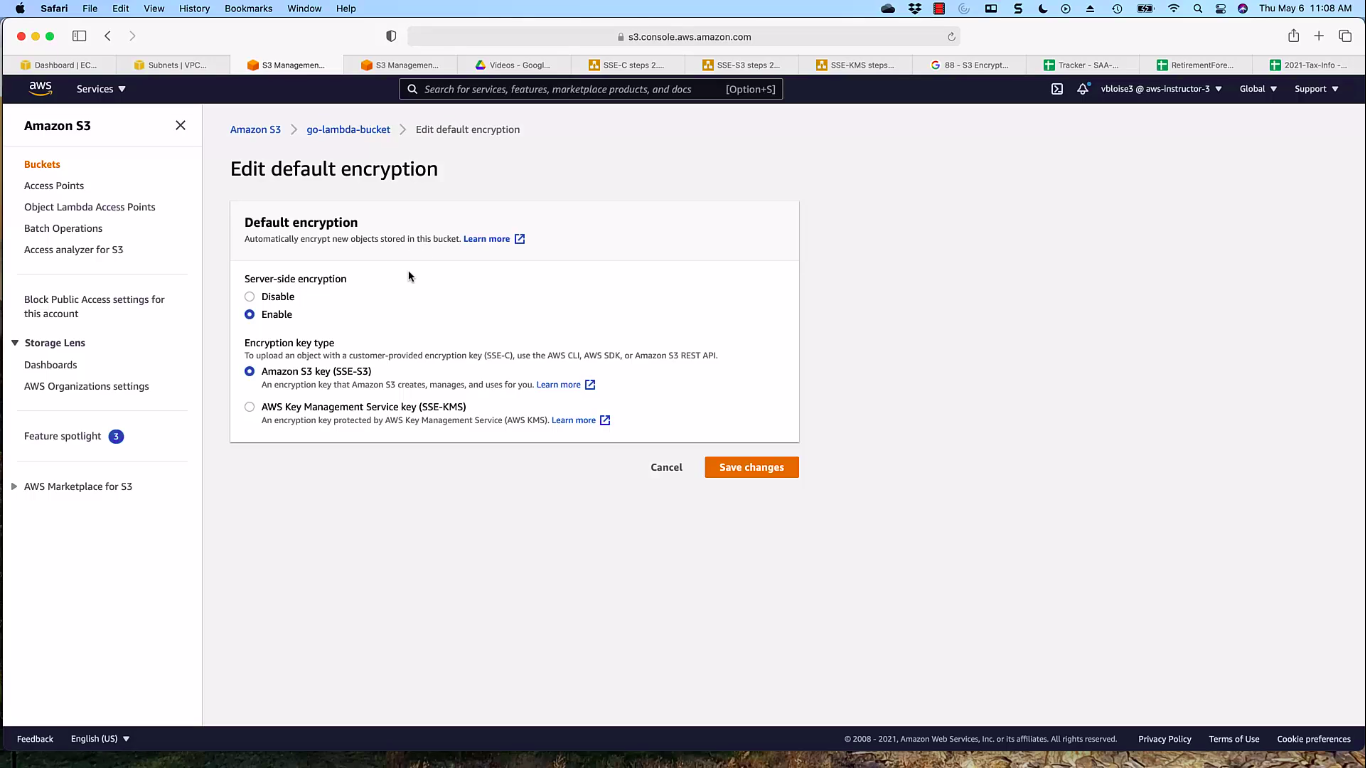 Safari File Edit View History Bookmarks Window Help Thu May 6 11:08 AM
s3.console.aws.amazon.com
Dashboard | EC... Subnets | VPC... S3 Managemen... S3 Managemen... Videos – Googl... SSE-C steps 2.... SSE-S3 steps 2... SSE-KMS steps... 88 - S3 Encrypt... Tracker - SAA-... RetirementFore... 2021-Tax-Info -...
aws Services Search for services, features, marketplace products, and docs [Option+S] vbloise3 @ aws-instructor-3 Global Support
Amazon S3
Buckets
Access Points
Object Lambda Access Points
Batch Operations
Access analyzer for S3
Block Public Access settings for
this account
Storage Lens
Dashboards
AWS Organizations settings
Feature spotlight 3
AWS Marketplace for S3
Amazon S3 go-lambda-bucket Edit default encryption
Edit default encryption
Default encryption
Automatically encrypt new objects stored in this bucket. Learn more
Server-side encryption
Disable
Enable
Encryption key type
To upload an object with a customer-provided encryption key (SSE-C), use the AWS CLI, AWS SDK, or Amazon S3 REST API.
Amazon S3 key (SSE-S3)
An encryption key that Amazon S3 creates, manages, and uses for you. Learn more
AWS Key Management Service key (SSE-KMS)
An encryption key protected by AWS Key Management Service (AWS KMS). Learn more
Cancel Save changes
Feedback English (US) © 2008 - 2021, Amazon Web Services, Inc. or its affiliates. All rights reserved. Privacy Policy Terms of Use Cookie preferences